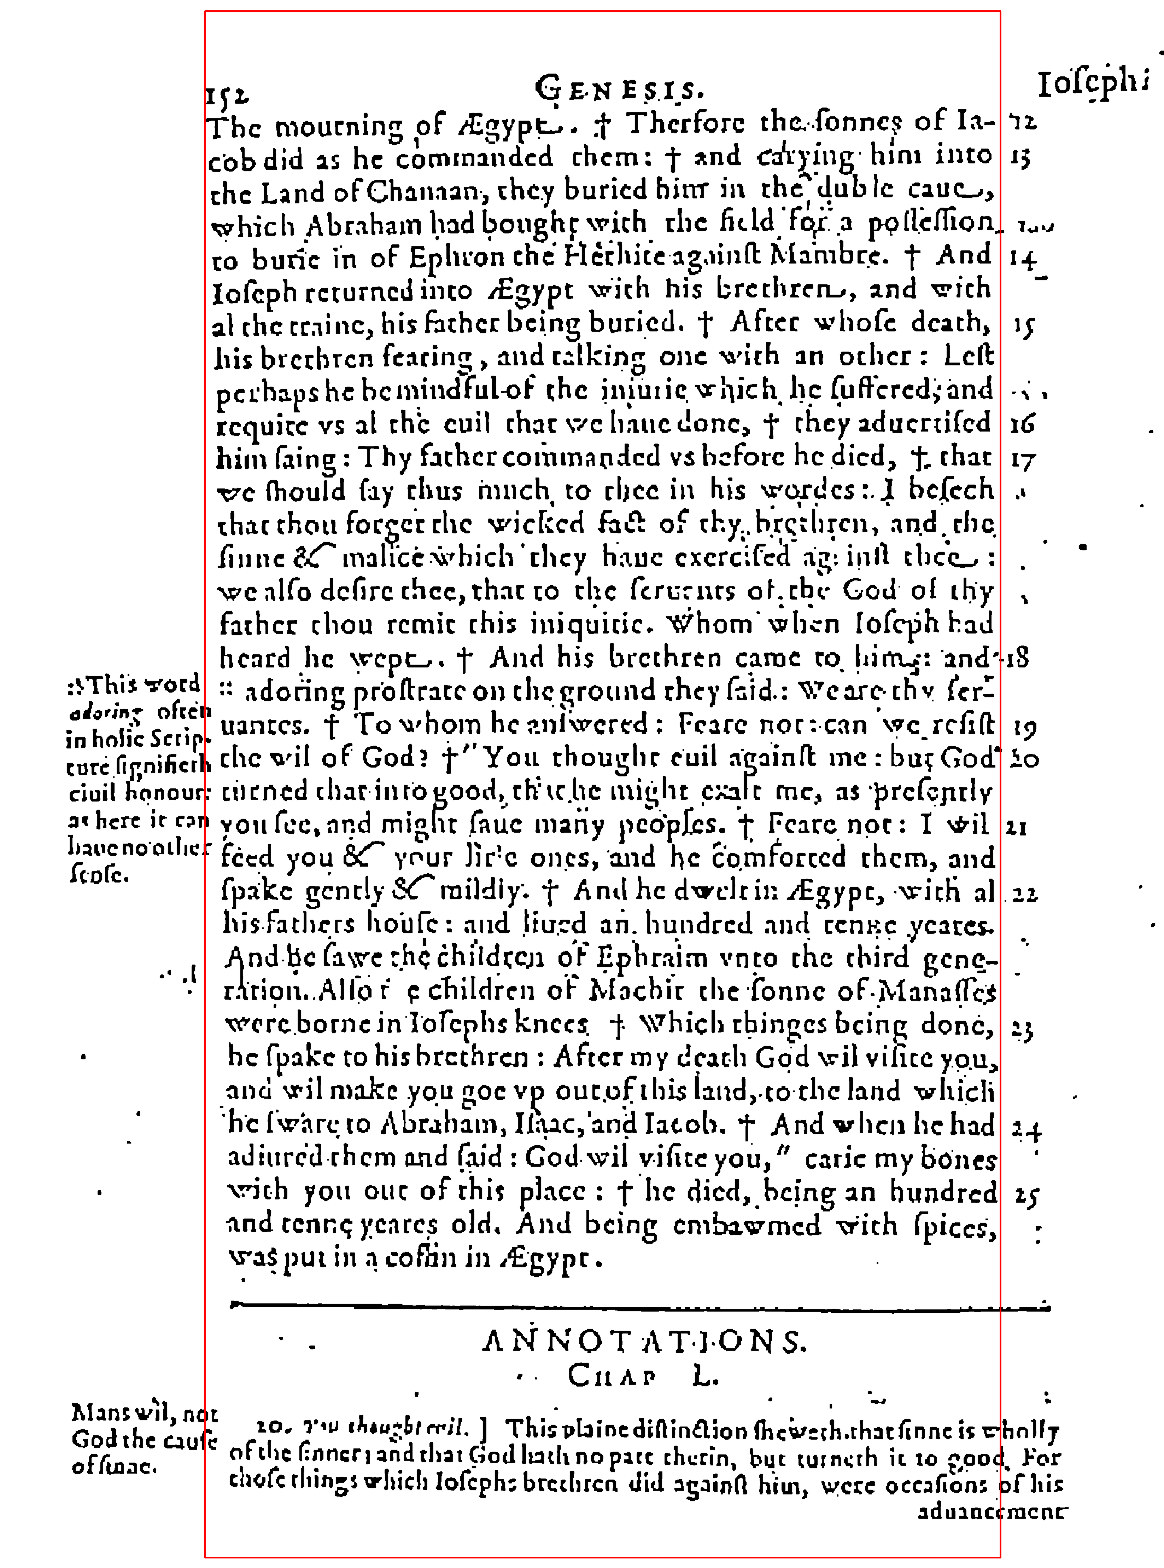 152 GENESIS. Ioſeph
The mourning of Ægypt. † Therfore the ſonnes of Ia- 12
cob did as he commanded them: † and carying him into 13
the Land of Chanaan, they buried him in the duble caue,
which Abraham had bought with the field for a poſſeſſion
to burie in of Ephron the Hethite againſt Mambre. † And 14
Ioſeph returned into Ægypt with his brethren, and with
al the traine, his father being buried. † After whoſe death, 15
his brethren fearing, and talking one with an other: Leſt
perhaps he be mindful of the iniurie which he ſuffered, and
requite vs al the euil that we haue done, † they aduertiſed 16
him ſaing: Thy father commanded vs before he died, † that 17
we ſhould ſay thus much to thee in his wordes: I beſech
that thou forget the wicked fact of thy brethren, and the
ſinne & malice which they haue exerciſed againſt thee:
we alſo deſire thee, that to the ſeruants of the God of thy
father thou remit this iniquitie. Whom when Ioſeph had
heard he wept. † And his brethren came to him: and 18
:: adoring proſtrate on the ground they ſaid: We are thy ſer-
uantes. † To whom he anſwered: Feare not: can we reſiſt 19
the wil of God? † " You thought euil againſt me: but God 20
turned that into good, that he might exalt me, as preſently
you ſee, and might ſaue many peoples. † Feare not: I wil 21
feed you & your litle ones, and he comforted them, and
ſpake gently & mildly. † And he dwelt in Ægypt, with al 22
his fathers houſe: and liued an hundred and tenne yeares.
And he ſawe the children of Ephraim vnto the third gene-
ration. Alſo the children of Machir the ſonne of Manaſſes
were borne in Ioſephs knees † Which thinges being done, 23
he ſpake to his brethren: After my death God wil viſite you,
and wil make you goe vp out of this land, to the land which
he ſware to Abraham, Iſaac, and Iacob. † And when he had 24
adiured them and ſaid: God wil viſite you, " carie my bones
with you out of this place: † he died, being an hundred 25
and tenne yeares old. And being embawmed with ſpices,
was put in a coffin in Ægypt.
:: This word
adoring often
in holie Scrip-
ture ſignifieth
ciuil honour:
as here it can
haue no other
ſenſe.
ANNOTATIONS.
CHAP L.
Mans wil, not
God the cauſe
of ſinne.
20. You thought euil. ] This plaine diſtinction ſheweth that ſinne is wholly
of the ſinner; and that God hath no part therin, but turneth it to good. For
thoſe things which Ioſephs brethren did againſt him, were occaſions of his
aduancement